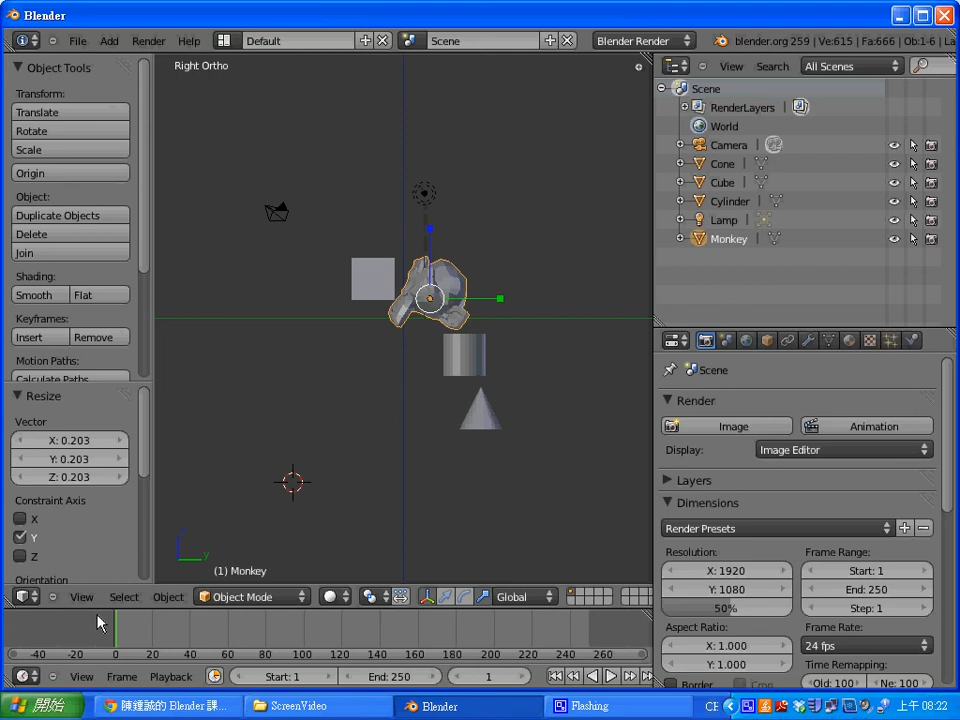 Blender
File Add Render Help Default Scene Blender Render blender.org 259 | Ve:615 | Fa:666 | Ob:1-6 | La
Object Tools
Transform:
Translate
Rotate
Scale
Origin
Object:
Duplicate Objects
Delete
Join
Shading:
Smooth Flat
Keyframes:
Insert Remove
Motion Paths:
Calculate Paths
Resize
Vector
X: 0.203
Y: 0.203
Z: 0.203
Constraint Axis
X
Y
Z
Orientation
Right Ortho
z
y
(1) Monkey
View Select Object Object Mode Global
-40 -20 0 20 40 60 80 100 120 140 160 180 200 220 240 260
View Frame Playback Start: 1 End: 250 1
View Search All Scenes
Scene
RenderLayers
World
Camera
Cone
Cube
Cylinder
Lamp
Monkey
Scene
Render
Image Animation
Display: Image Editor
Layers
Dimensions
Render Presets
Resolution: Frame Range:
X: 1920 Start: 1
Y: 1080 End: 250
50% Step: 1
Aspect Ratio: Frame Rate:
X: 1.000 24 fps
Y: 1.000 Time Remapping:
Border Crop Old: 100 Ne: 100
開始 陳鍾誠的 Blender 課... ScreenVideo Blender Flashing CH 上午 08:22